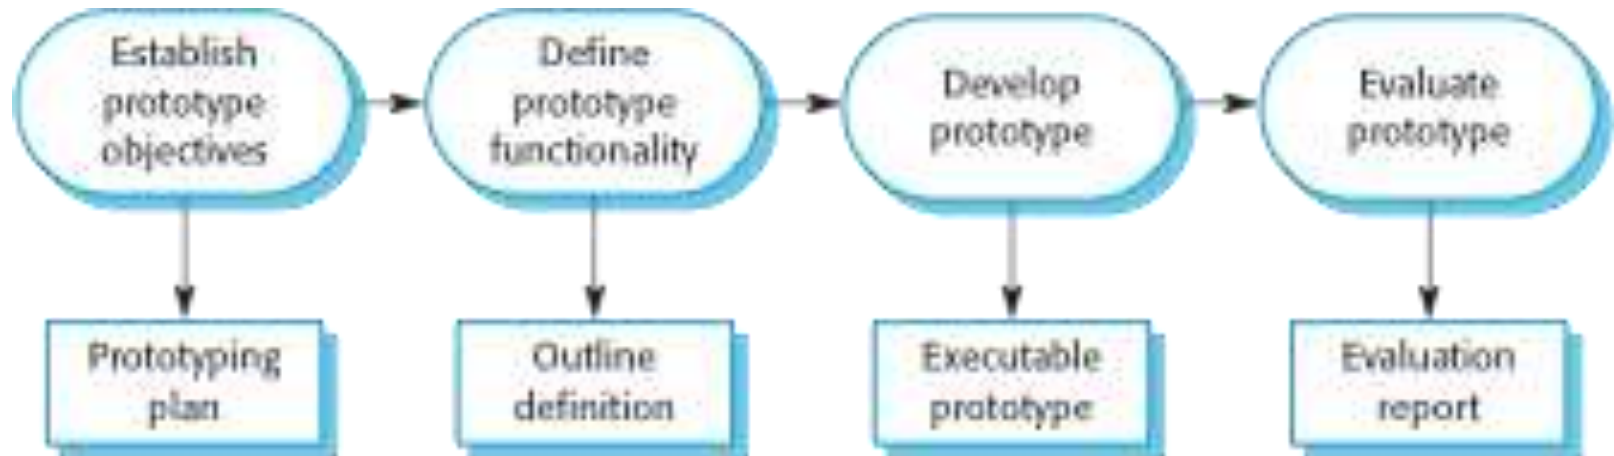 Establish
prototype
objectives
Define
prototype
functionality
Develop
prototype
Evaluate
prototype
Prototyping
plan
Outline
definition
Executable
prototype
Evaluation
report